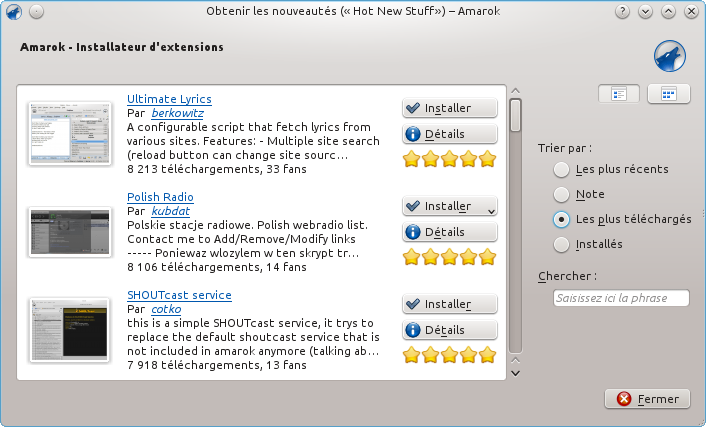 Obtenir les nouveautés (« Hot New Stuff») – Amarok
Amarok - Installateur d'extensions
Ultimate Lyrics
Par berkowitz
A configurable script that fetch lyrics from
various sites. Features: - Multiple site search
(reload button can change site sourc...
8 213 téléchargements, 33 fans
Installer
Détails
Polish Radio
Par kubdat
Polskie stacje radiowe. Polish webradio list.
Contact me to Add/Remove/Modify links
----- Poniewaz wlozylem w ten skrypt tr...
8 106 téléchargements, 14 fans
Installer
Détails
SHOUTcast service
Par cotko
this is a simple SHOUTcast service, it trys to
replace the default shoutcast service that is
not included in amarok anymore (talking ab...
7 918 téléchargements, 13 fans
Installer
Détails
Trier par :
Les plus récents
Note
Les plus téléchargés
Installés
Chercher :
Saisissez ici la phrase
Fermer